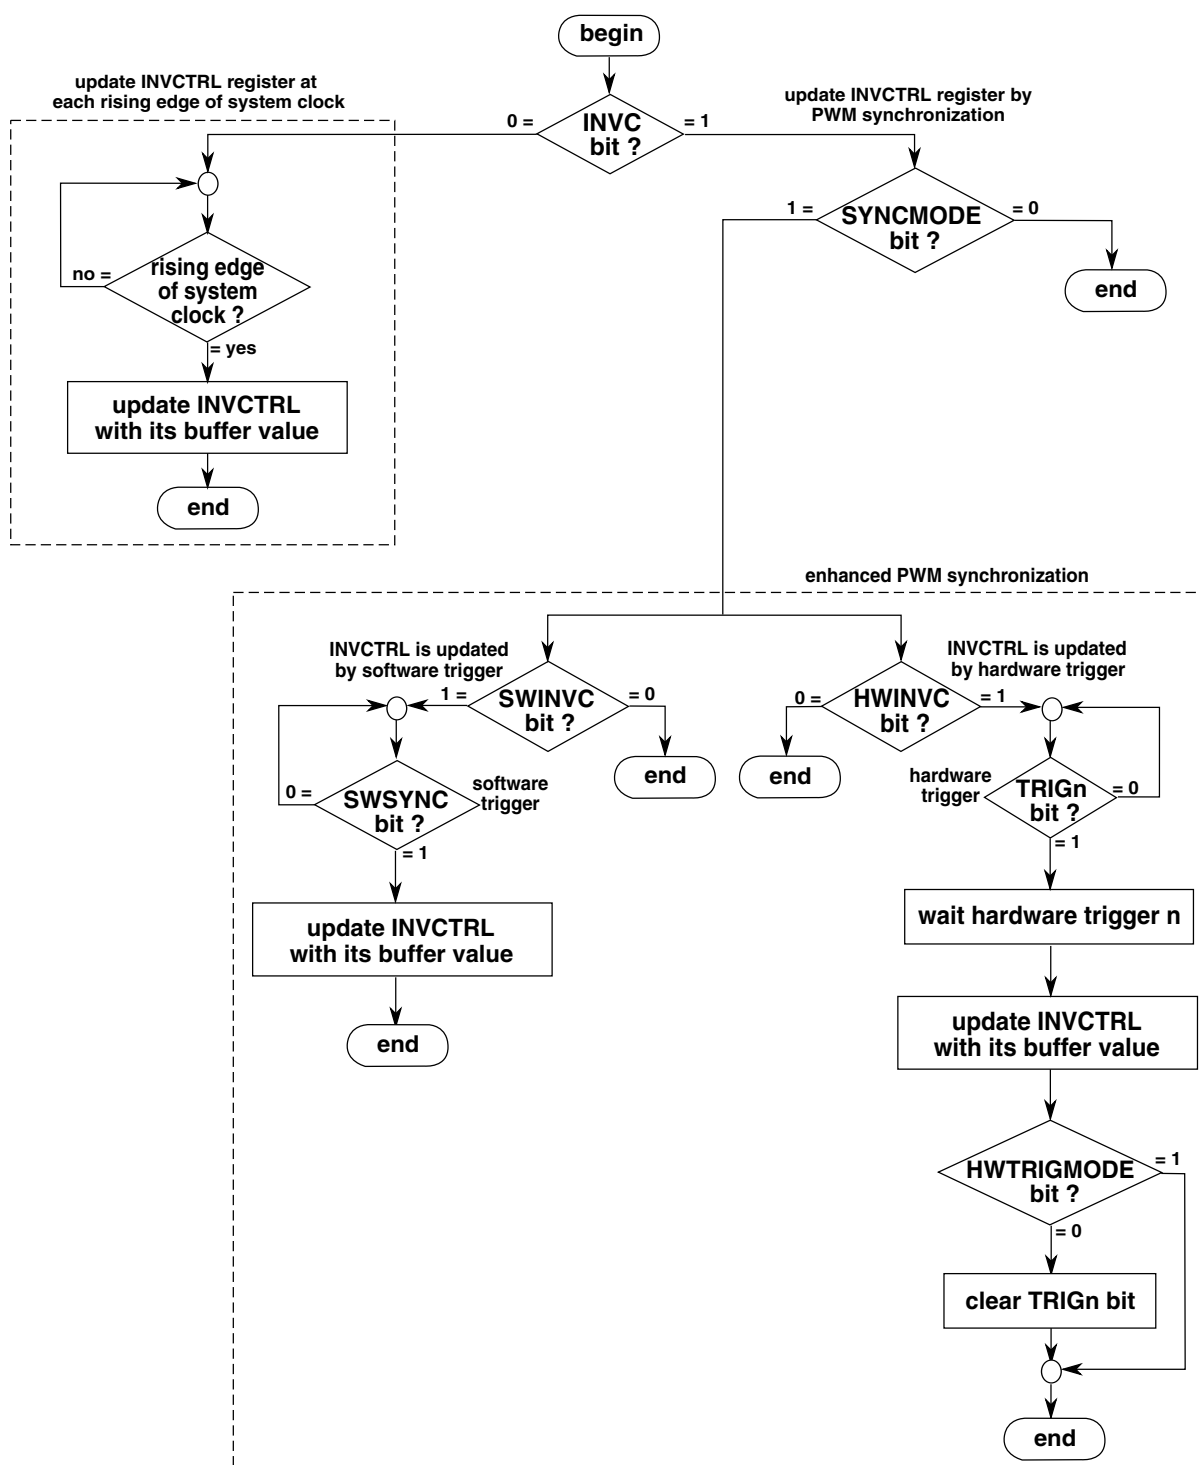 begin
update INVCTRL register at
each rising edge of system clock
update INVCTRL register by
PWM synchronization
0 =
INVC
bit ?
= 1
1 =
SYNCMODE
bit ?
= 0
end
no =
rising edge
of system
clock ?
= yes
update INVCTRL
with its buffer value
end
enhanced PWM synchronization
INVCTRL is updated
by software trigger
INVCTRL is updated
by hardware trigger
1 =
SWINVC
bit ?
= 0
end
0 =
HWINVC
bit ?
= 1
end
0 =
SWSYNC
bit ?
software
trigger
= 1
hardware
trigger
TRIGn
bit ?
= 0
= 1
update INVCTRL
with its buffer value
end
wait hardware trigger n
update INVCTRL
with its buffer value
HWTRIGMODE
bit ?
= 1
= 0
clear TRIGn bit
end